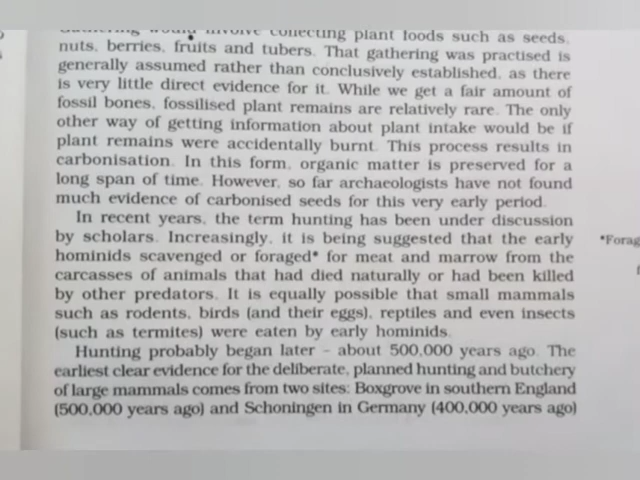 Gathering would involve collecting plant foods such as seeds,
nuts, berries, fruits and tubers. That gathering was practised is
generally assumed rather than conclusively established, as there
is very little direct evidence for it. While we get a fair amount of
fossil bones, fossilised plant remains are relatively rare. The only
other way of getting information about plant intake would be if
plant remains were accidentally burnt. This process results in
carbonisation. In this form, organic matter is preserved for a
long span of time. However, so far archaeologists have not found
much evidence of carbonised seeds for this very early period.
In recent years, the term hunting has been under discussion
by scholars. Increasingly, it is being suggested that the early
hominids scavenged or foraged* for meat and marrow from the
carcasses of animals that had died naturally or had been killed
by other predators. It is equally possible that small mammals
such as rodents, birds (and their eggs), reptiles and even insects
(such as termites) were eaten by early hominids.
Hunting probably began later – about 500,000 years ago. The
earliest clear evidence for the deliberate, planned hunting and butchery
of large mammals comes from two sites: Boxgrove in southern England
(500,000 years ago) and Schoningen in Germany (400,000 years ago)
*Forag